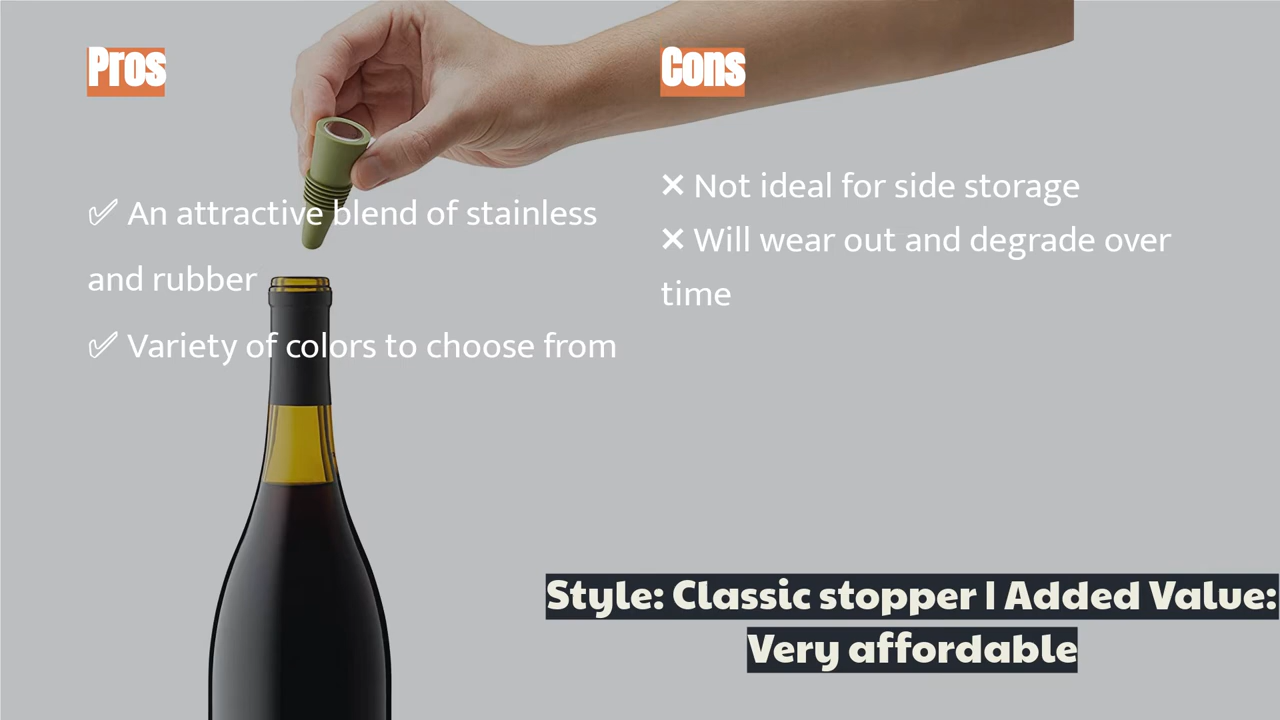 Pros
✅ An attractive blend of stainless
and rubber
✅ Variety of colors to choose from
Cons
❌ Not ideal for side storage
❌ Will wear out and degrade over
time
Style: Classic stopper | Added Value:
Very affordable